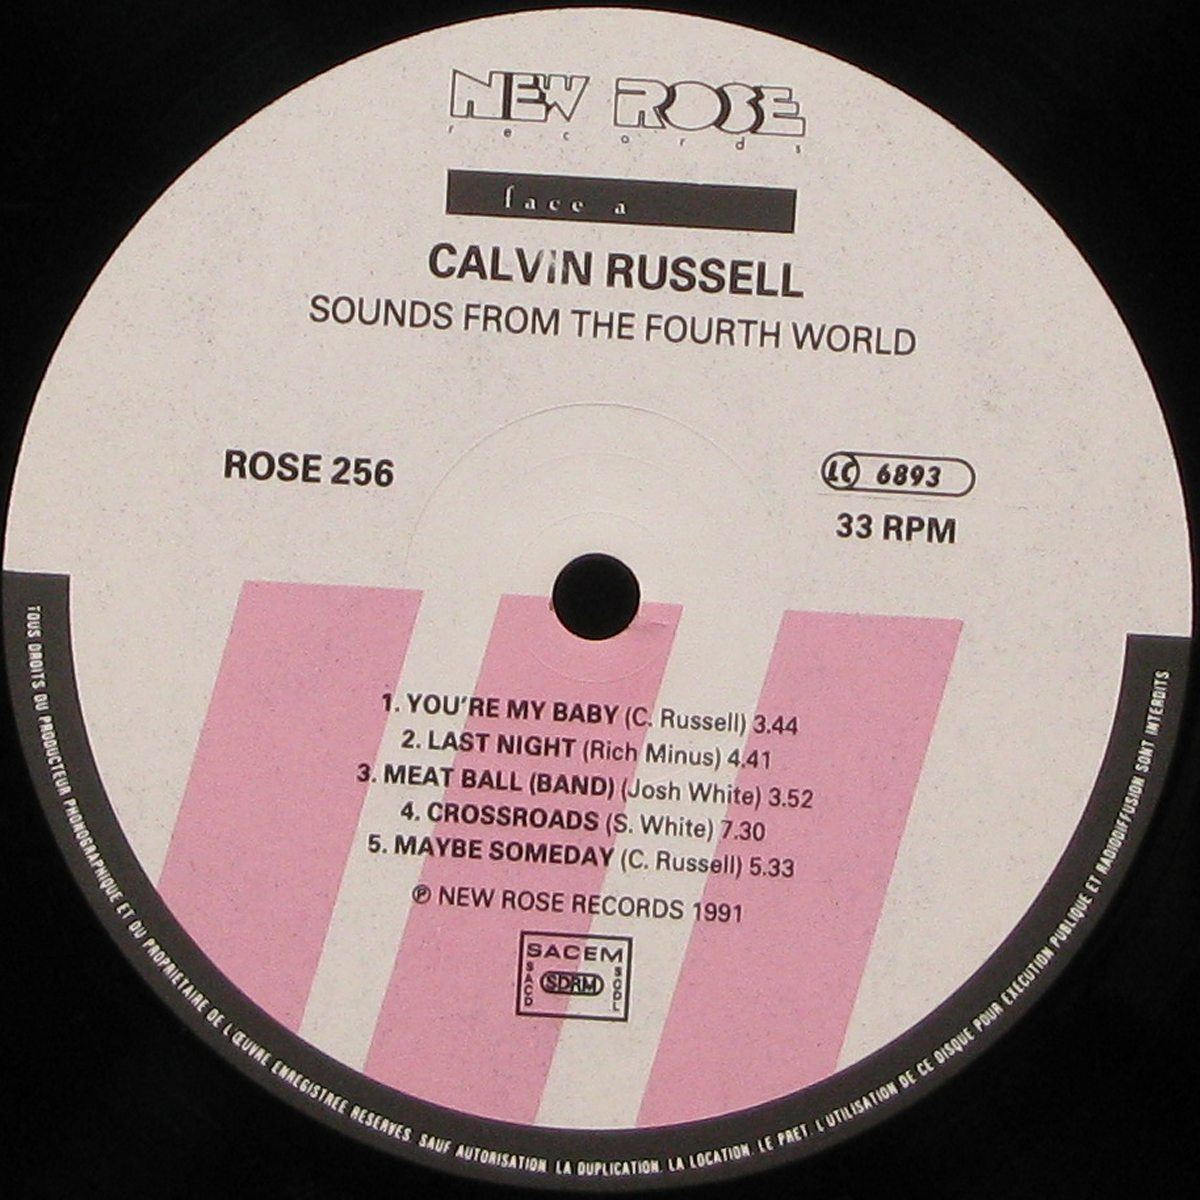 NEW ROSE
records
face a
CALVIN RUSSELL
SOUNDS FROM THE FOURTH WORLD
ROSE 256
LC 6893
33 RPM
1. YOU'RE MY BABY (C. Russell) 3.44
2. LAST NIGHT (Rich Minus) 4.41
3. MEAT BALL (BAND) (Josh White) 3.52
4. CROSSROADS (S. White) 7.30
5. MAYBE SOMEDAY (C. Russell) 5.33
℗ NEW ROSE RECORDS 1991
SACEM
SACD
SDRM
SGDL
TOUS DROITS DU PRODUCTEUR PHONOGRAPHIQUE ET DU PROPRIETAIRE DE L'ŒUVRE ENREGISTREE RESERVES. SAUF AUTORISATION. LA DUPLICATION. LA LOCATION. LE PRET. L'UTILISATION DE CE DISQUE POUR EXECUTION PUBLIQUE ET RADIODIFFUSION SONT INTERDITS